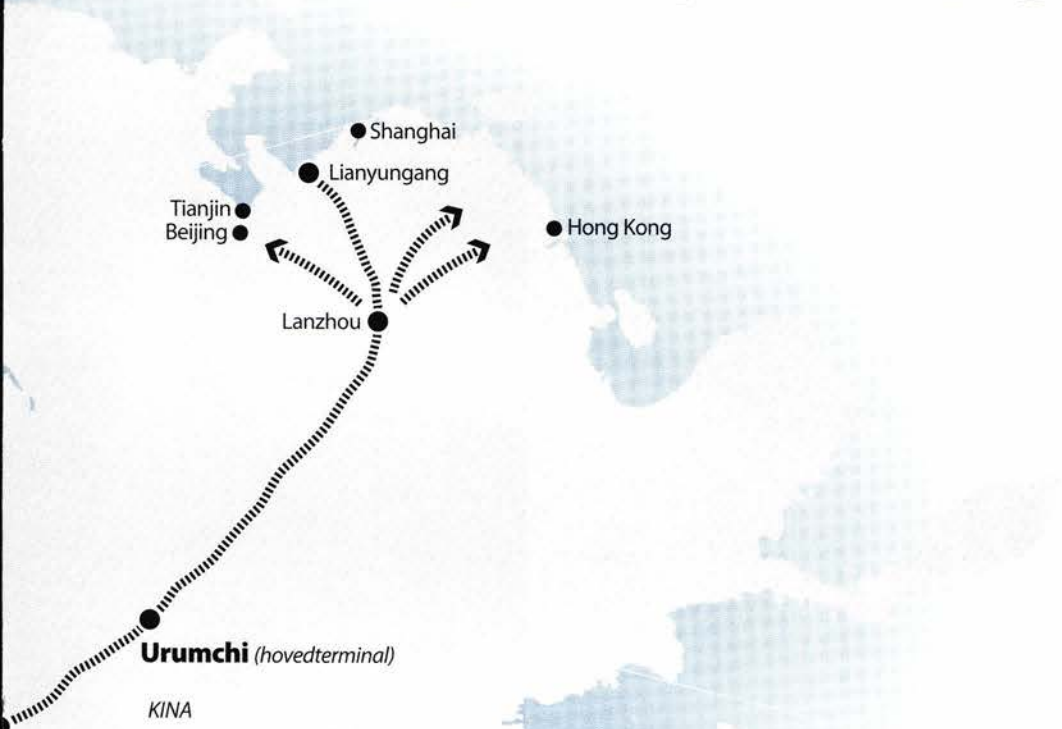 Shanghai
Lianyungang
Tianjin
Beijing
Hong Kong
Lanzhou
Urumchi (hovedterminal)
KINA